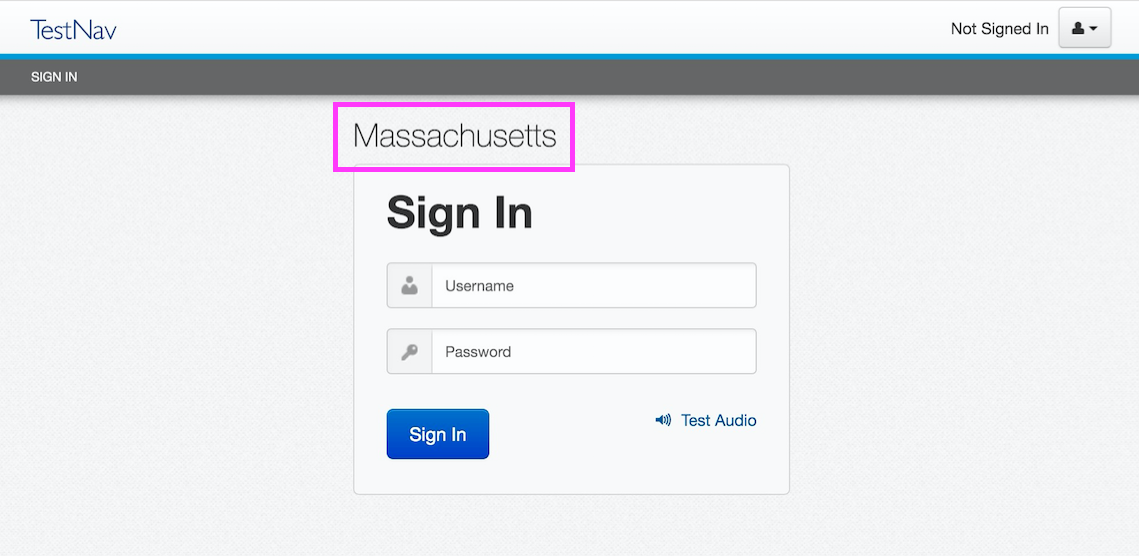 TestNav
Not Signed In
SIGN IN
Massachusetts
Sign In
Username
Password
Sign In
Test Audio